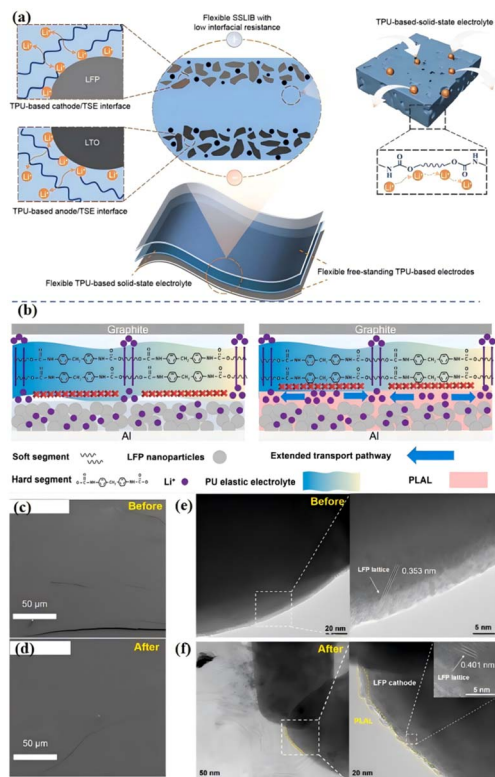 (a)
Flexible SSLIB with
low interfacial resistance
TPU-based-solid-state electrolyte
Li⁺
LFP
TPU-based cathode/TSE interface
LTO
TPU-based anode/TSE interface
Flexible TPU-based solid-state electrolyte
Flexible free-standing TPU-based electrodes
(b)
Graphite
Graphite
Al
Al
Soft segment
LFP nanoparticles
Extended transport pathway
Hard segment
Li⁺
PU elastic electrolyte
PLAL
(c)
Before
50 μm
(d)
After
50 μm
(e)
Before
20 nm
LFP lattice
0.353 nm
5 nm
(f)
After
50 nm
LFP cathode
PLAL
20 nm
0.401 nm
LFP lattice
5 nm